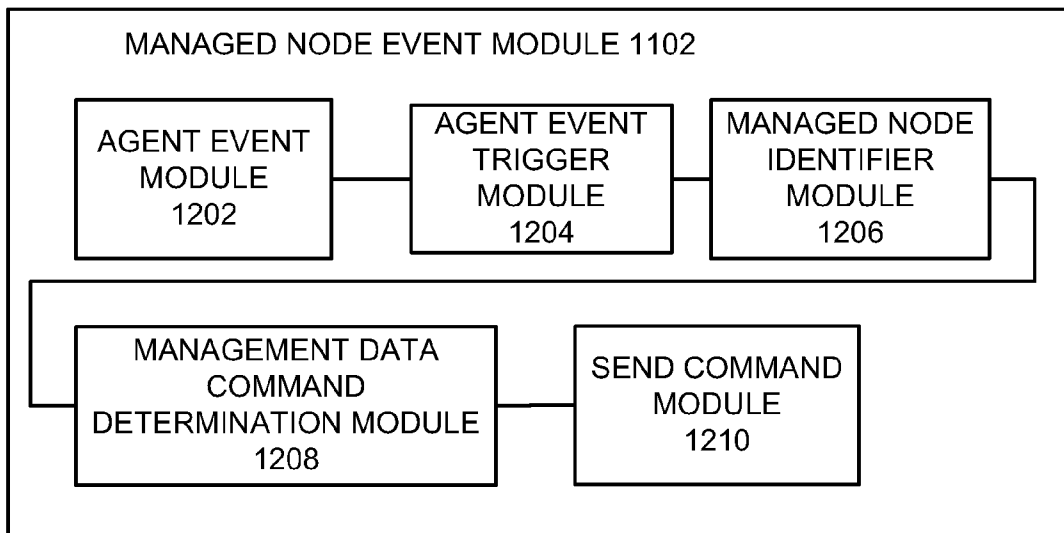 MANAGED NODE EVENT MODULE 1102
AGENT EVENT
MODULE
1202
AGENT EVENT
TRIGGER
MODULE
1204
MANAGED NODE
IDENTIFIER
MODULE
1206
MANAGEMENT DATA
COMMAND
DETERMINATION MODULE
1208
SEND COMMAND
MODULE
1210